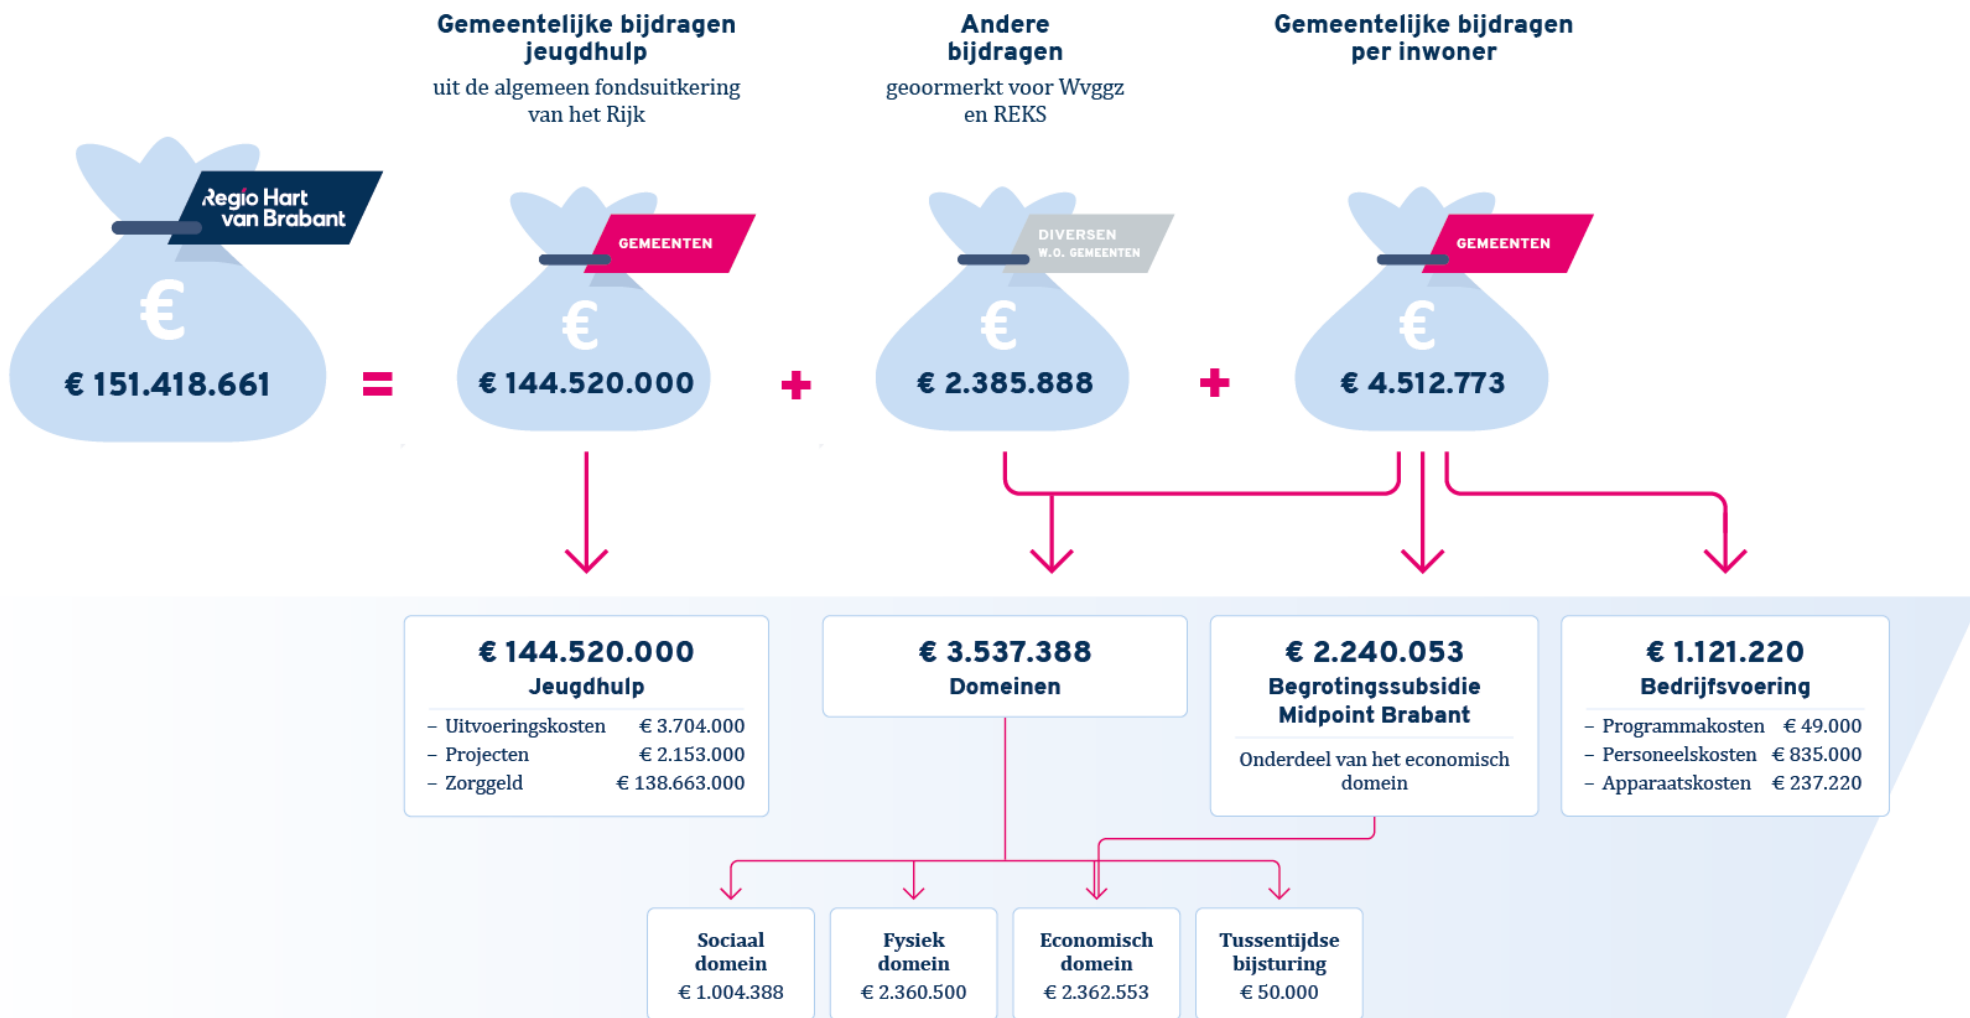 Gemeentelijke bijdragen
jeugdhulp
uit de algemeen fondsuitkering
van het Rijk
Andere
bijdragen
geoormerkt voor Wvggz
en REKS
Gemeentelijke bijdragen
per inwoner
Regio Hart
van Brabant
€
€ 151.418.661
=
GEMEENTEN
€
€ 144.520.000
+
DIVERSEN
W.O. GEMEENTEN
€
€ 2.385.888
+
GEMEENTEN
€
€ 4.512.773
€ 144.520.000
Jeugdhulp
– Uitvoeringskosten € 3.704.000
– Projecten € 2.153.000
– Zorggeld € 138.663.000
€ 3.537.388
Domeinen
€ 2.240.053
Begrotingssubsidie
Midpoint Brabant
Onderdeel van het economisch
domein
€ 1.121.220
Bedrijfsvoering
– Programmakosten € 49.000
– Personeelskosten € 835.000
– Apparaatskosten € 237.220
Sociaal
domein
€ 1.004.388
Fysiek
domein
€ 2.360.500
Economisch
domein
€ 2.362.553
Tussentijdse
bijsturing
€ 50.000